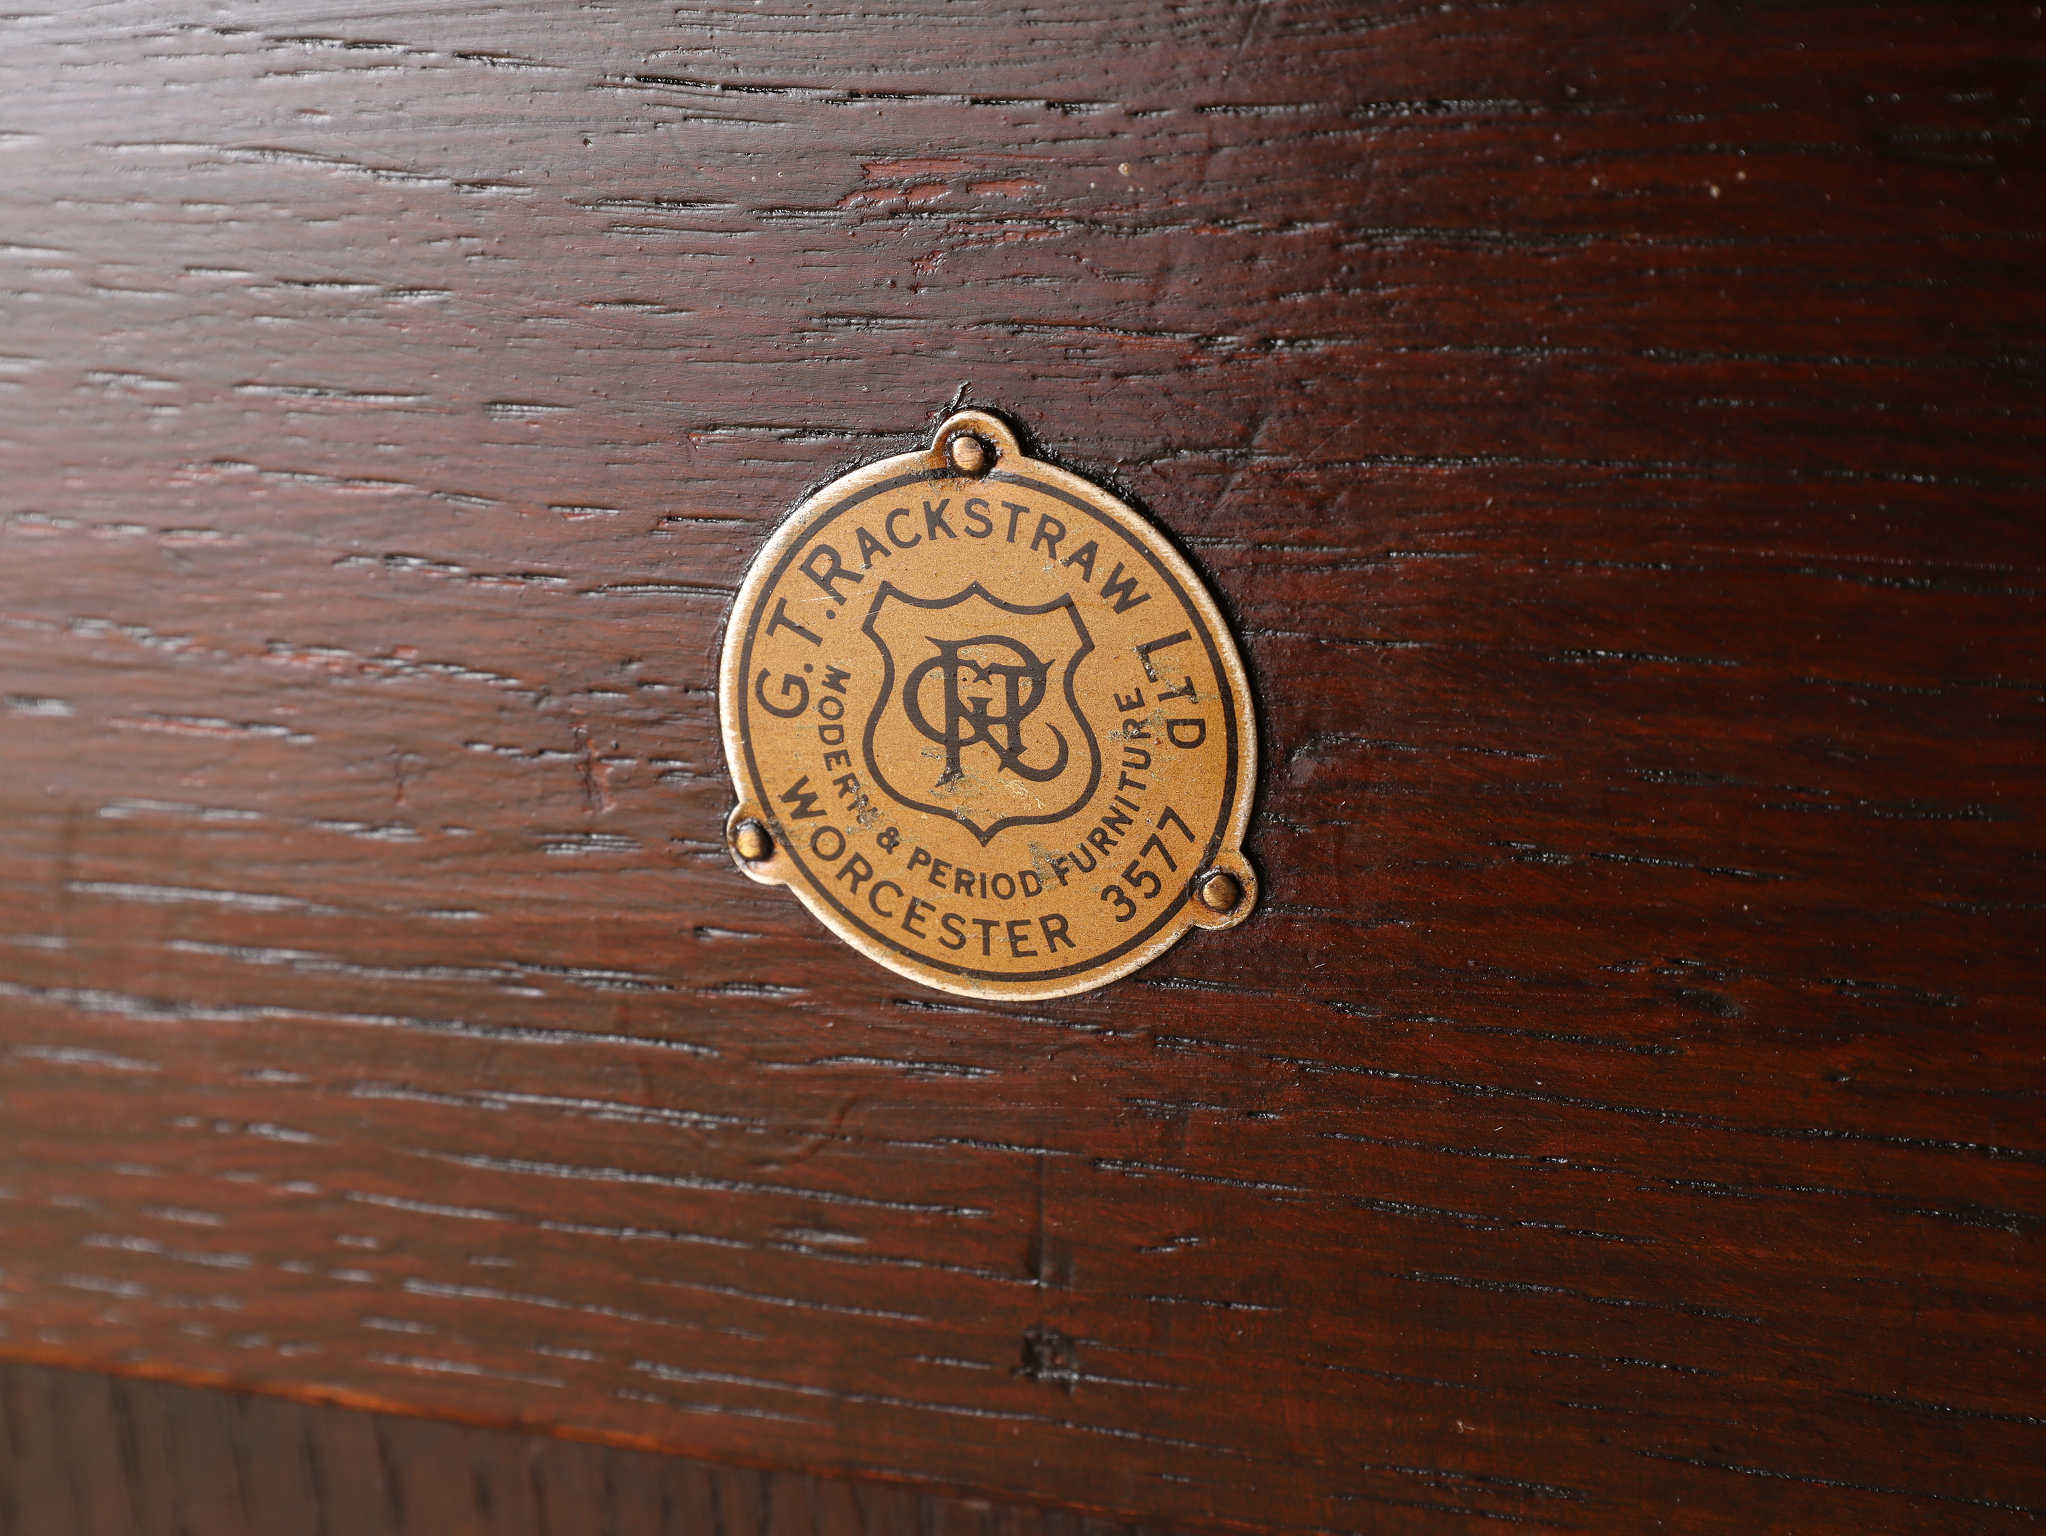 G.T. RACKSTRAW LTD
MODERN & PERIOD FURNITURE
WORCESTER 3577